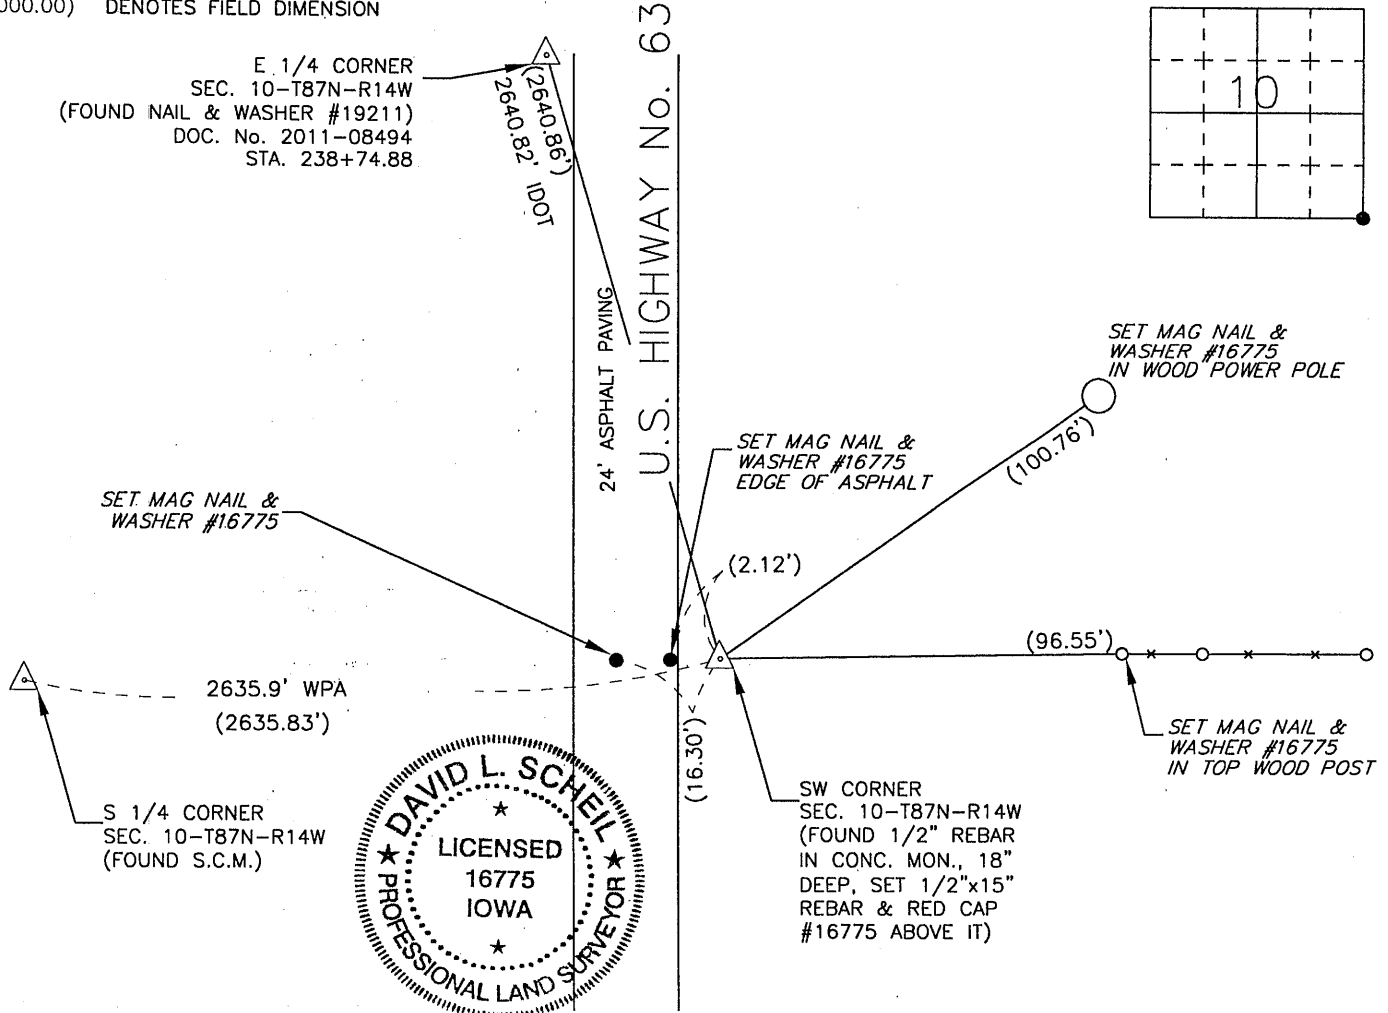 000.00) DENOTES FIELD DIMENSION
E 1/4 CORNER
SEC. 10-T87N-R14W
(FOUND NAIL & WASHER #19211)
DOC. No. 2011-08494
STA. 238+74.88
(2640.86')
2640.82' IDOT
U.S. HIGHWAY No. 63
24' ASPHALT PAVING
10
SET MAG NAIL &
WASHER #16775
IN WOOD POWER POLE
(100.76')
SET MAG NAIL &
WASHER #16775
EDGE OF ASPHALT
SET MAG NAIL &
WASHER #16775
(2.12')
(96.55')
2635.9' WPA
(2635.83')
(16.30')
SET MAG NAIL &
WASHER #16775
IN TOP WOOD POST
S 1/4 CORNER
SEC. 10-T87N-R14W
(FOUND S.C.M.)
SW CORNER
SEC. 10-T87N-R14W
(FOUND 1/2" REBAR
IN CONC. MON., 18"
DEEP, SET 1/2"x15"
REBAR & RED CAP
#16775 ABOVE IT)
DAVID L. SCHEIL
LICENSED
16775
IOWA
PROFESSIONAL LAND SURVEYOR